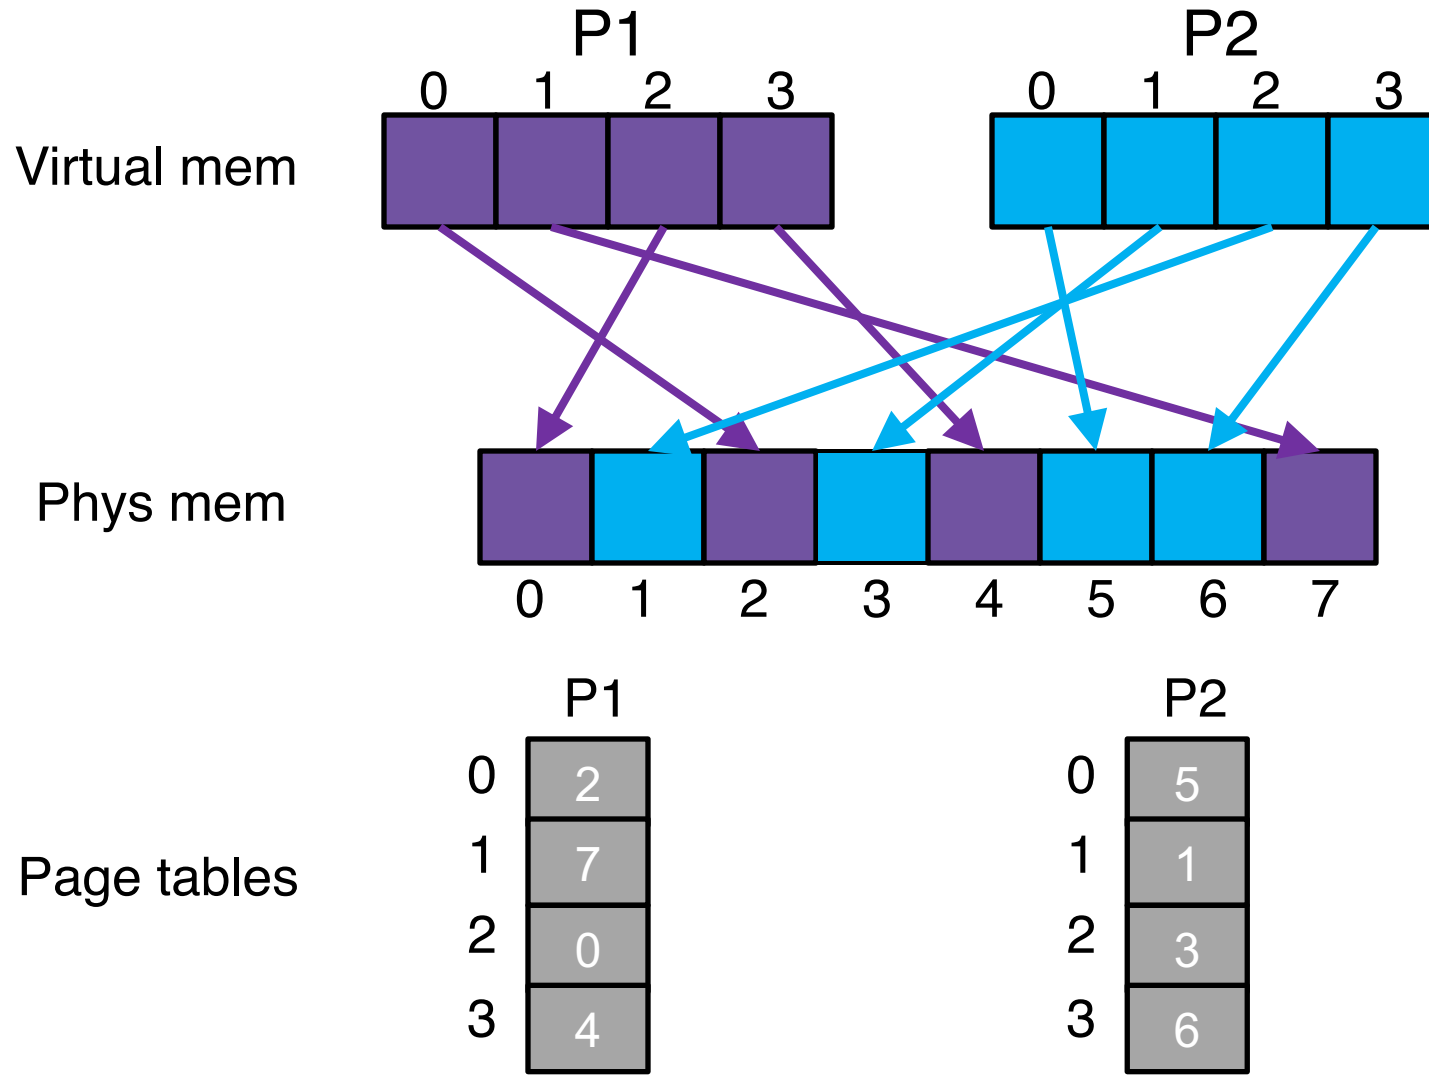 P1 P2
0 1 2 3 0 1 2 3
Virtual mem
Phys mem
0 1 2 3 4 5 6 7
P1 P2
0 2 0 5
1 7 1 1
Page tables
2 0 2 3
3 4 3 6